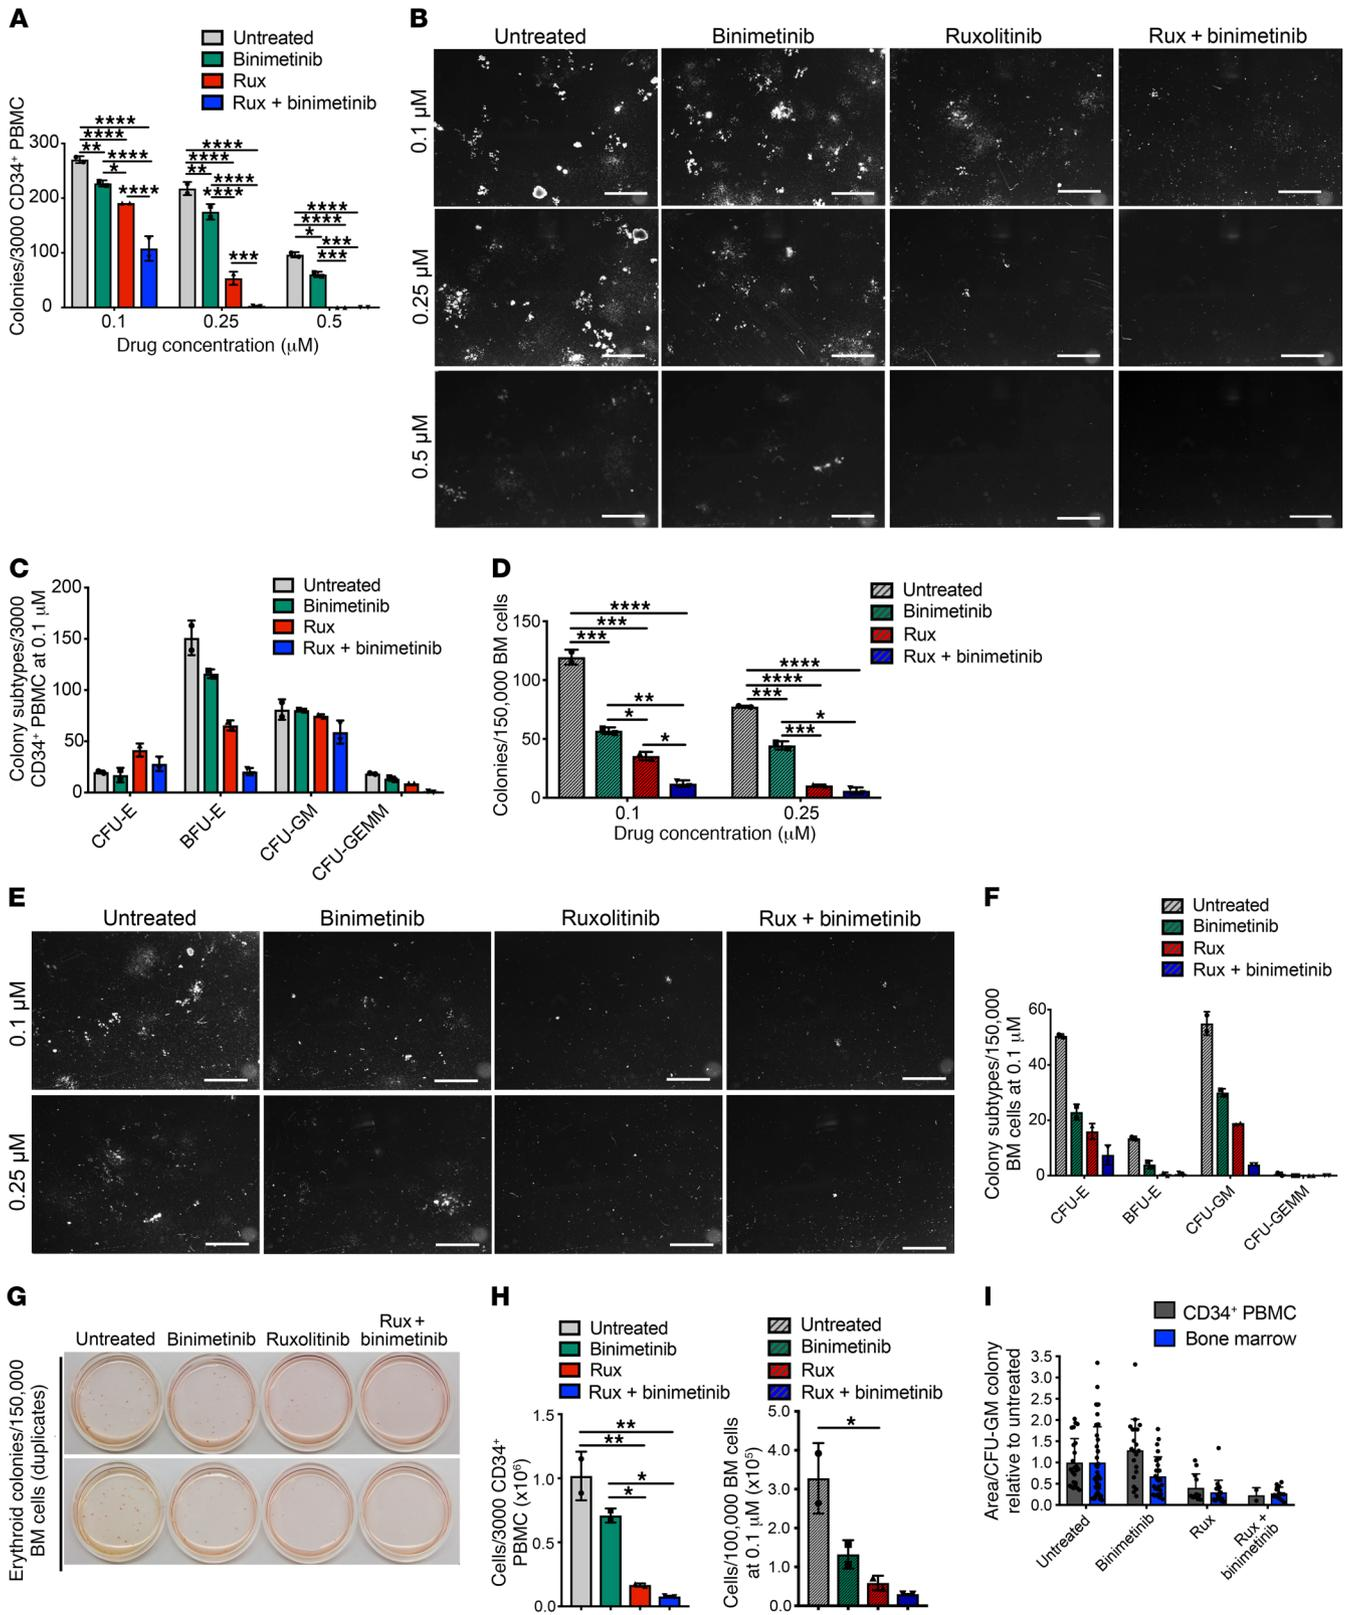 A
Untreated
Binimetinib
Rux
Rux + binimetinib
Colonies/3000 CD34⁺ PBMC
300
200
100
0
**** **** ** **** * ****
**** **** ** **** **** ***
**** **** * *** ***
0.1 0.25 0.5
Drug concentration (µM)
B
Untreated Binimetinib Ruxolitinib Rux + binimetinib
0.1 µM
0.25 µM
0.5 µM
C
Untreated
Binimetinib
Rux
Rux + binimetinib
Colony subtypes/3000
CD34⁺ PBMC at 0.1 µM
200
150
100
50
0
CFU-E BFU-E CFU-GM CFU-GEMM
D
Untreated
Binimetinib
Rux
Rux + binimetinib
Colonies/150,000 BM cells
150
100
50
0
**** *** *** ** * *
**** **** *** * ***
0.1 0.25
Drug concentration (µM)
E
Untreated Binimetinib Ruxolitinib Rux + binimetinib
0.1 µM
0.25 µM
F
Untreated
Binimetinib
Rux
Rux + binimetinib
Colony subtypes/150,000
BM cells at 0.1 µM
60
40
20
0
CFU-E BFU-E CFU-GM CFU-GEMM
G
Untreated Binimetinib Ruxolitinib Rux +
binimetinib
Erythroid colonies/150,000
BM cells (duplicates)
H
Untreated
Binimetinib
Rux
Rux + binimetinib
Cells/3000 CD34⁺
PBMC (x10⁶)
1.5
1.0
0.5
0.0
** ** * *
Untreated
Binimetinib
Rux
Rux + binimetinib
Cells/100,000 BM cells
at 0.1 µM (x10⁵)
5.0
4.0
3.0
2.0
1.0
0.0
*
I
CD34⁺ PBMC
Bone marrow
Area/CFU-GM colony
relative to untreated
3.5
3.0
2.5
2.0
1.5
1.0
0.5
0.0
Untreated Binimetinib Rux Rux +
binimetinib